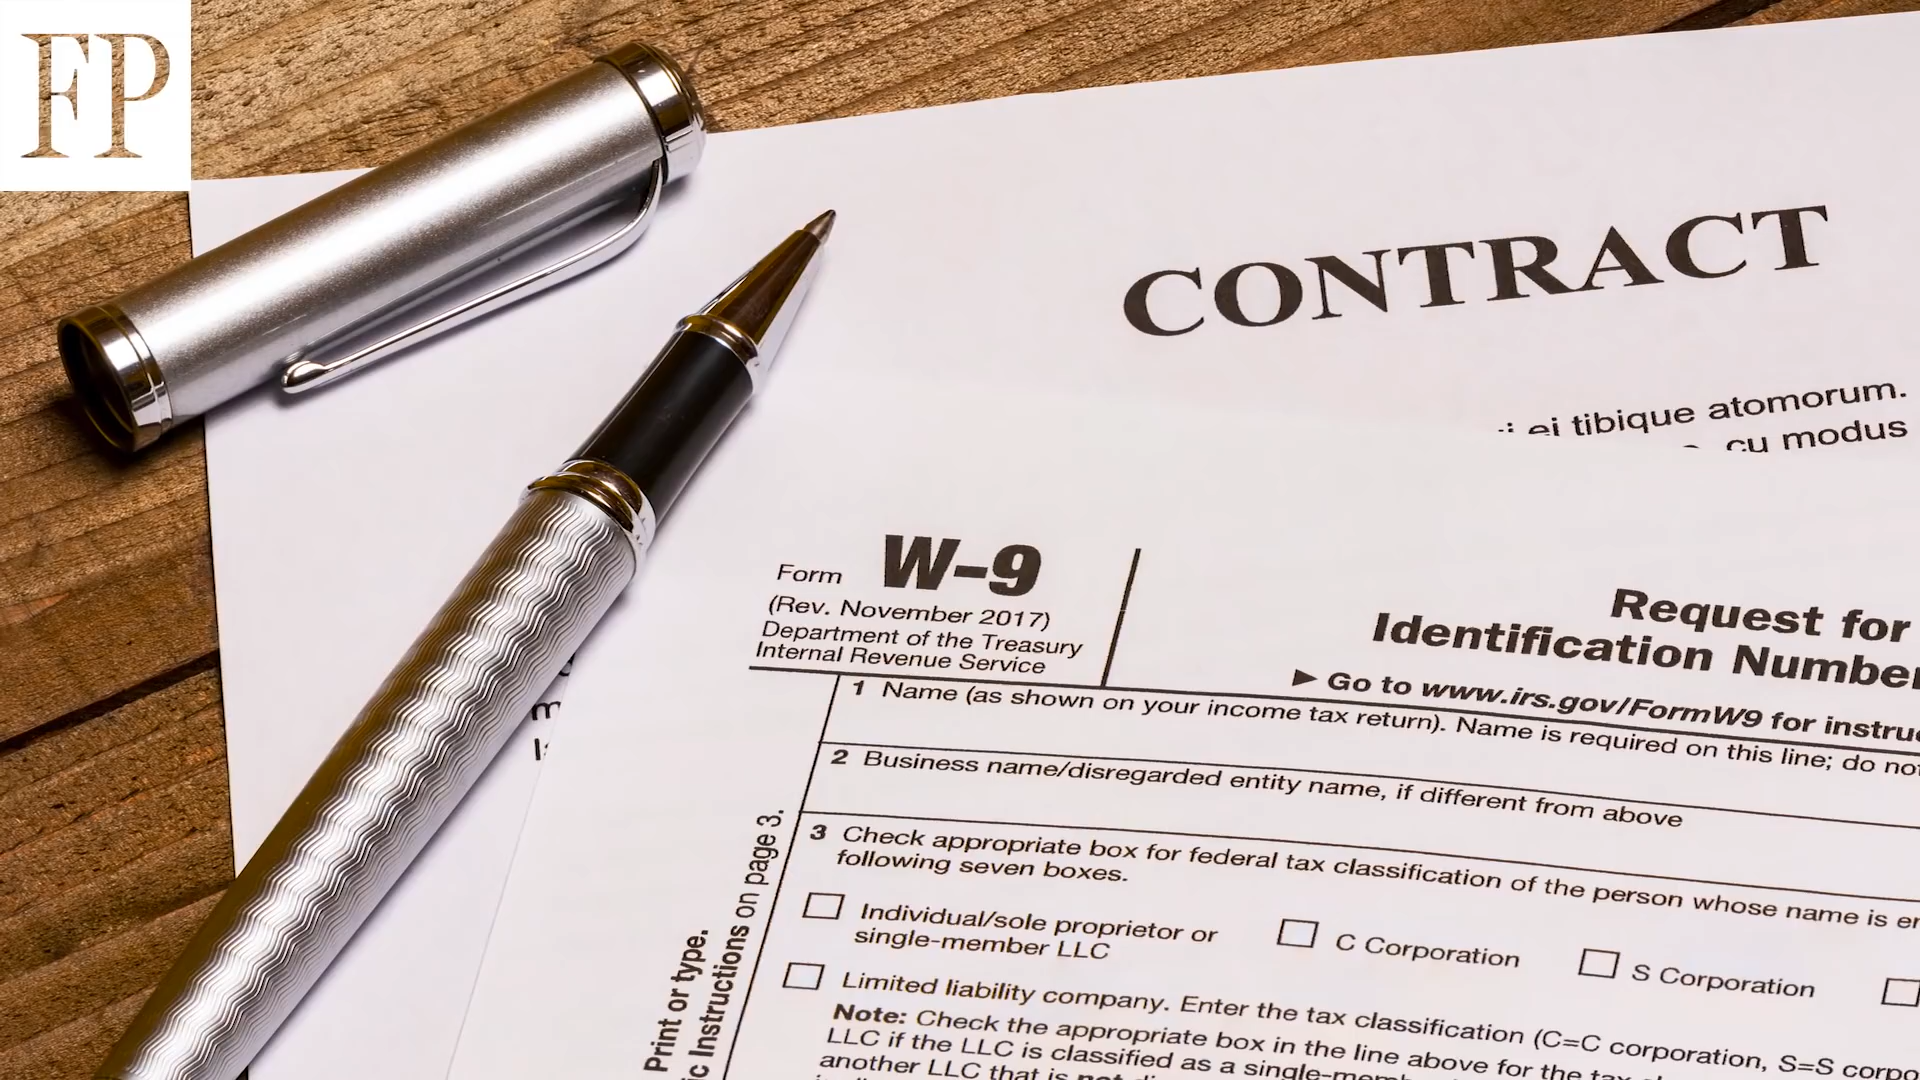 FP
CONTRACT
ei tibique atomorum.
cu modus
Form W-9
(Rev. November 2017)
Department of the Treasury
Internal Revenue Service
Request for
Identification Number
▶ Go to www.irs.gov/FormW9 for
1 Name (as shown on your income tax return). Name is required on this line; do not
2 Business name/disregarded entity name, if different from above
3 Check appropriate box for federal tax classification of the person whose name is
following seven boxes.
Individual/sole proprietor or
single-member LLC
C Corporation
S Corporation
Limited liability company. Enter the tax classification (C=C corporation, S=S
Note: Check the appropriate box in the line above for the tax
LLC if the LLC is classified as a single-member
another LLC that is not
Print or type.
Instructions on page 3.